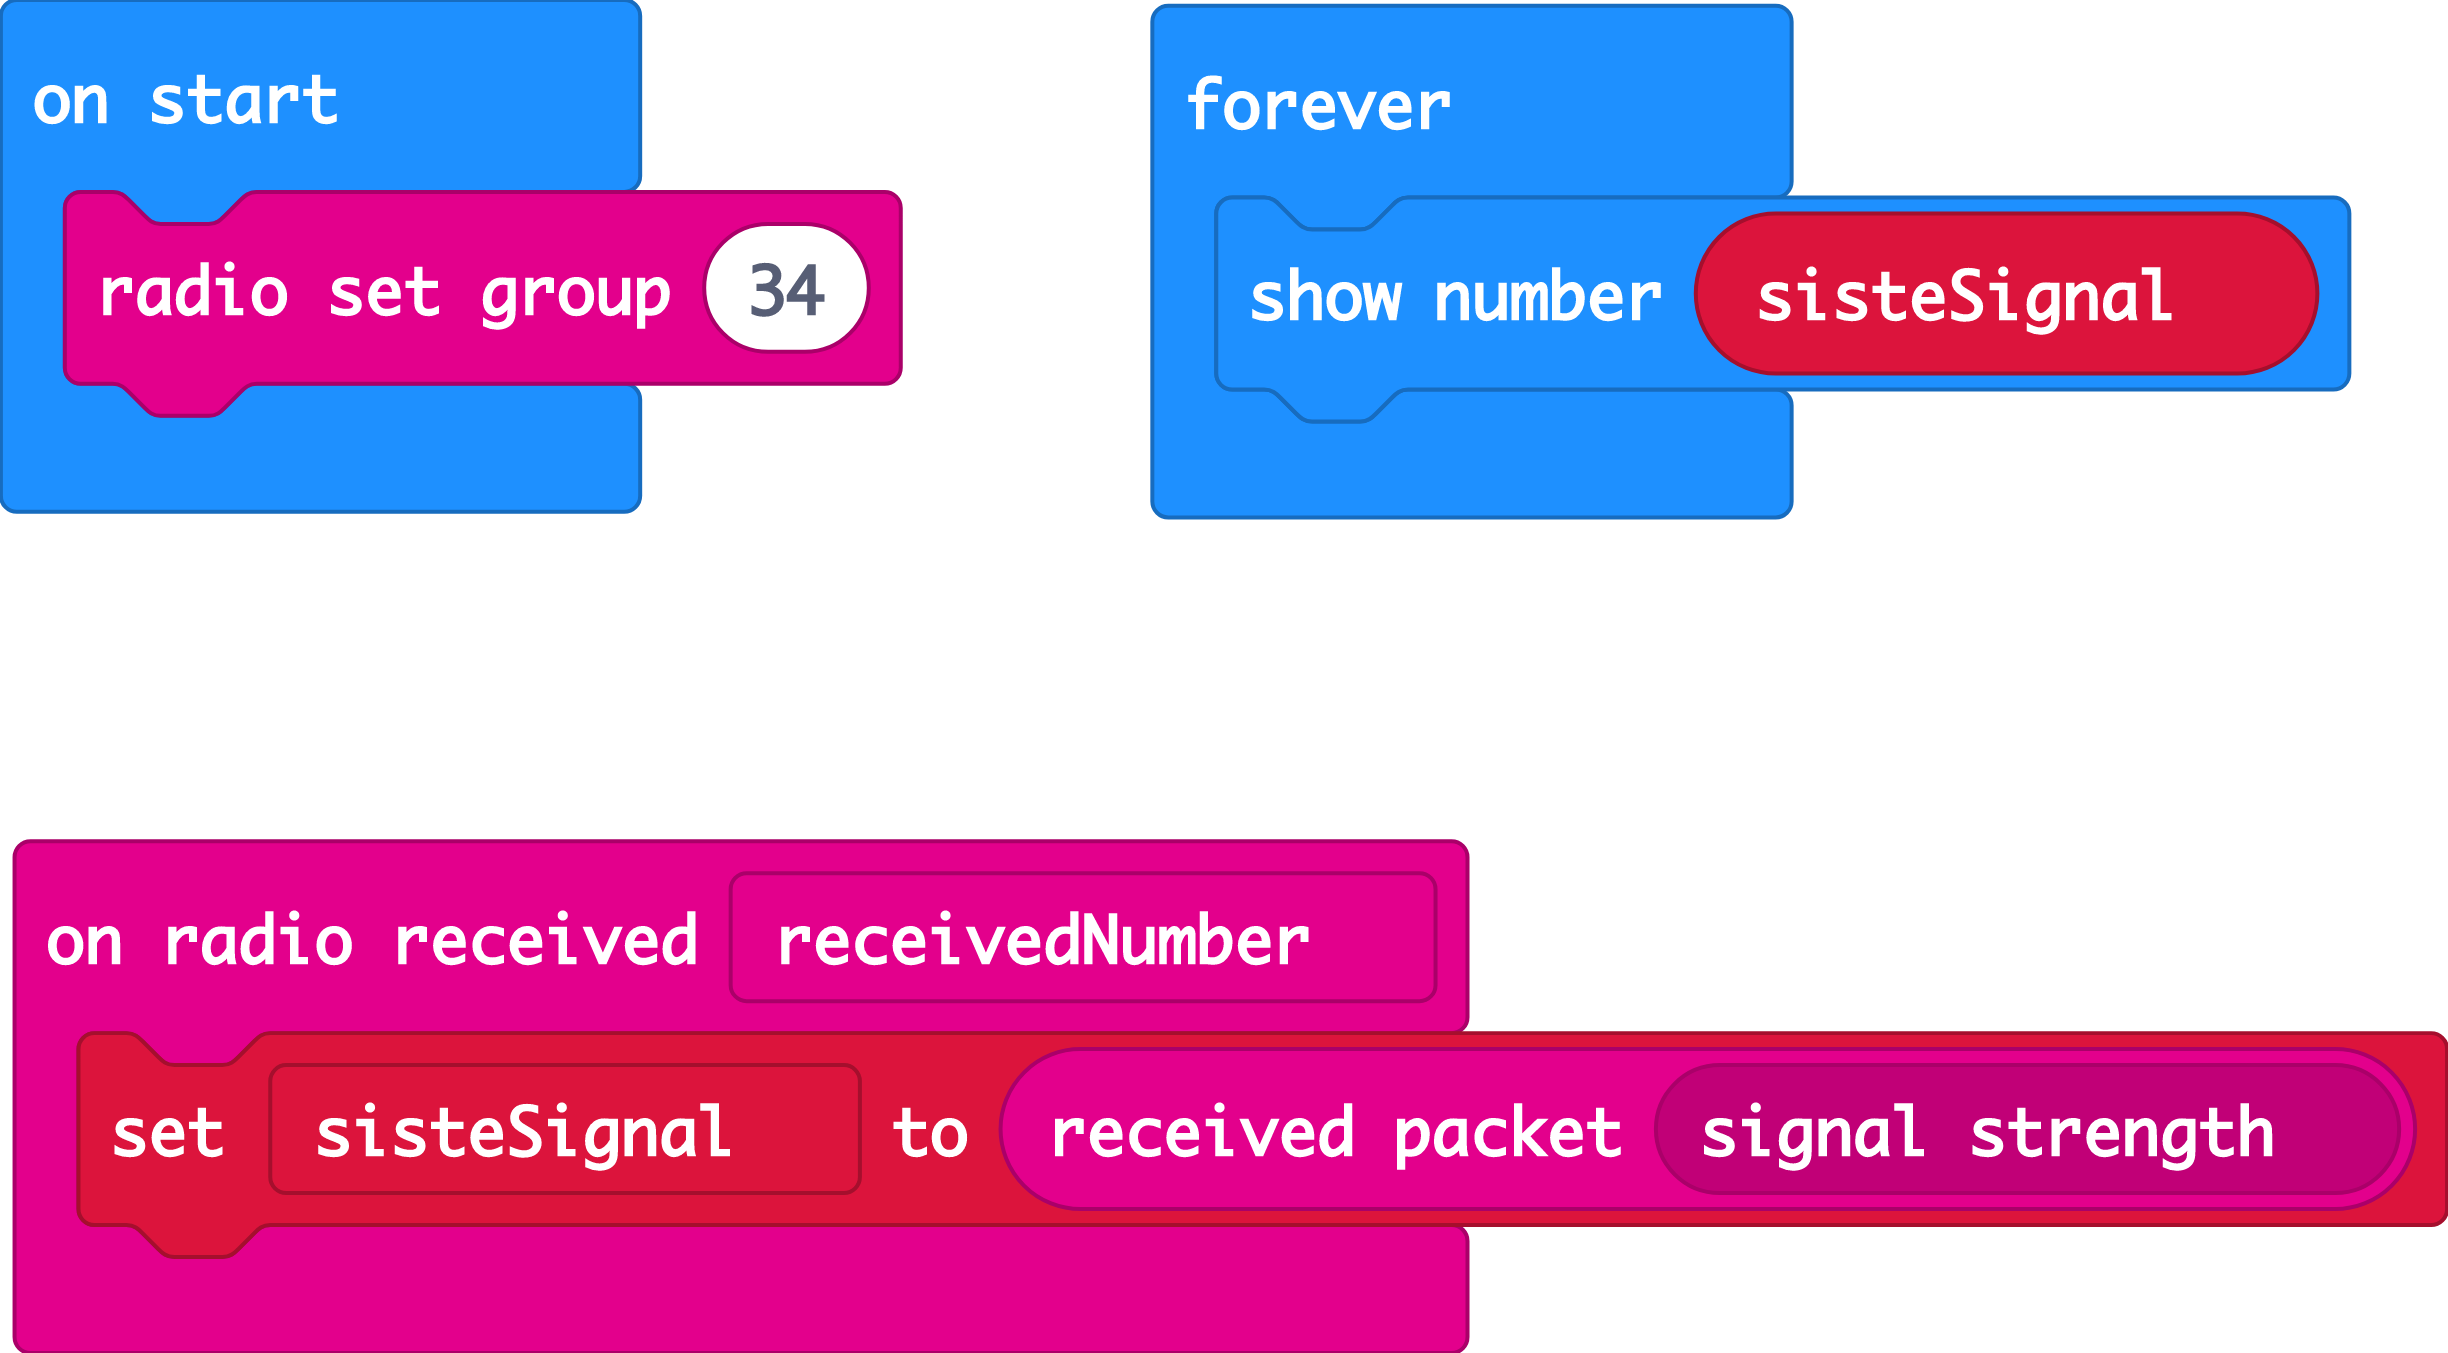 on start
radio set group 34
forever
show number sisteSignal
on radio received receivedNumber
set sisteSignal to received packet signal strength